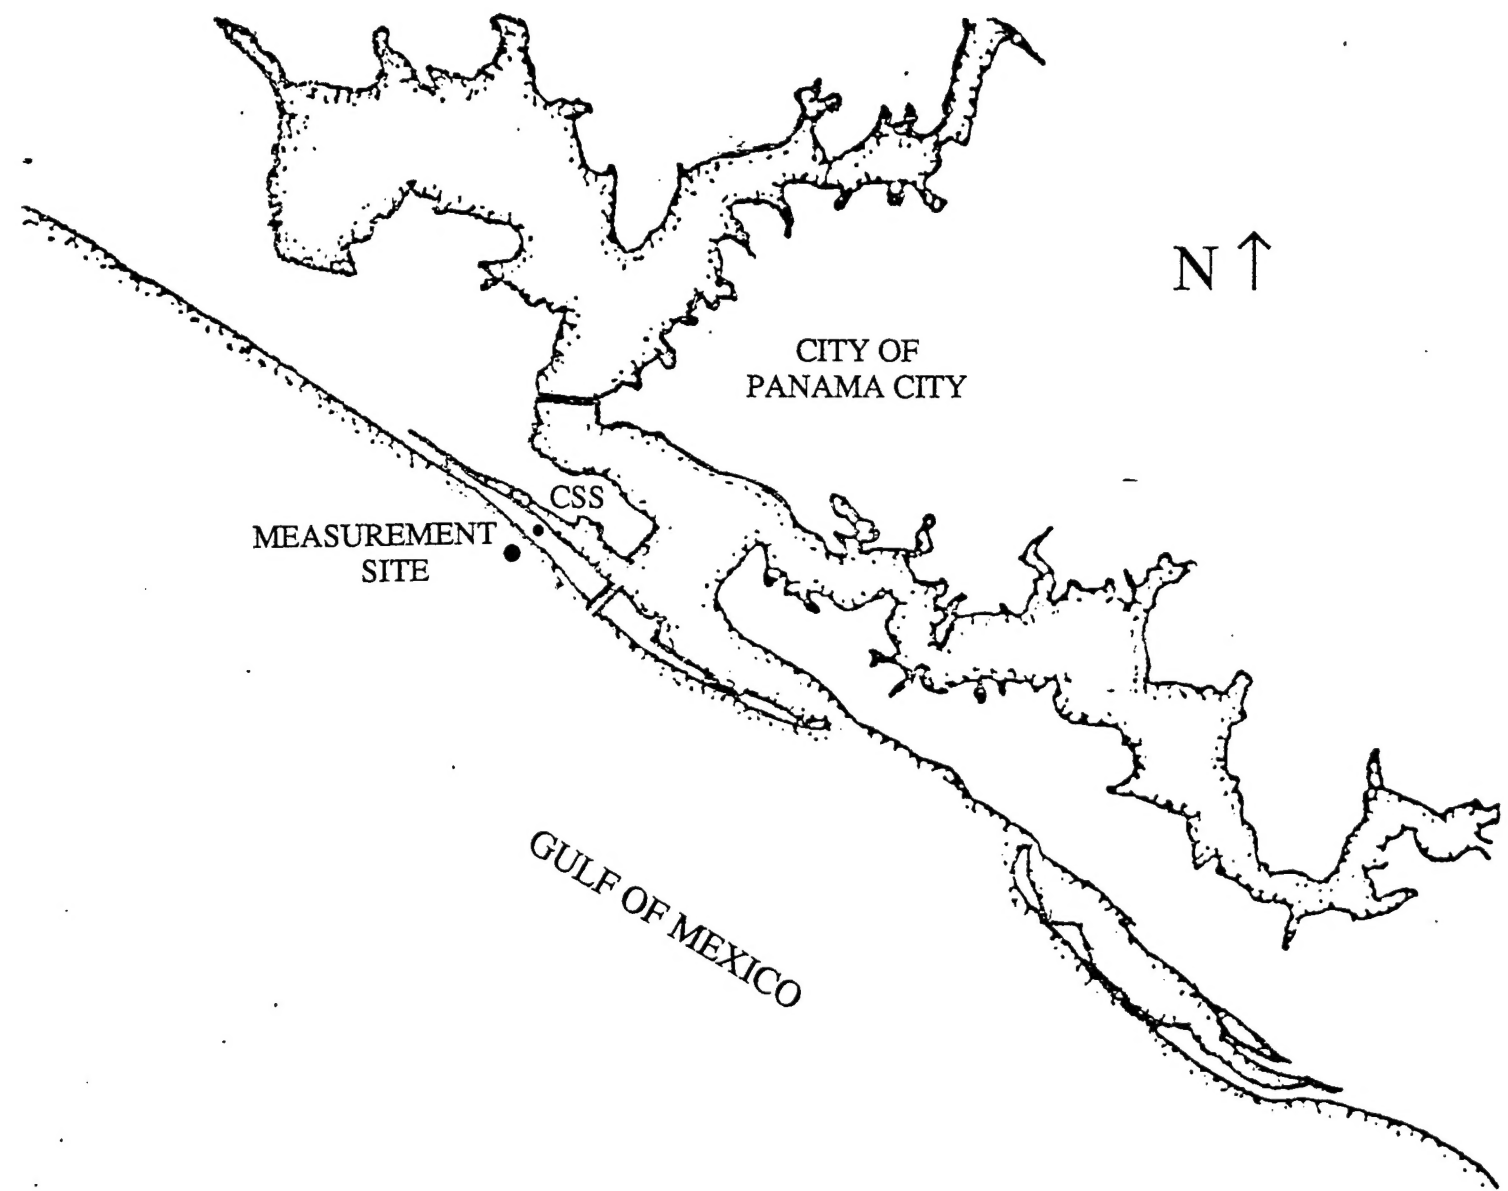 N ↑
CITY OF
PANAMA CITY
CSS
MEASUREMENT
SITE
GULF OF MEXICO